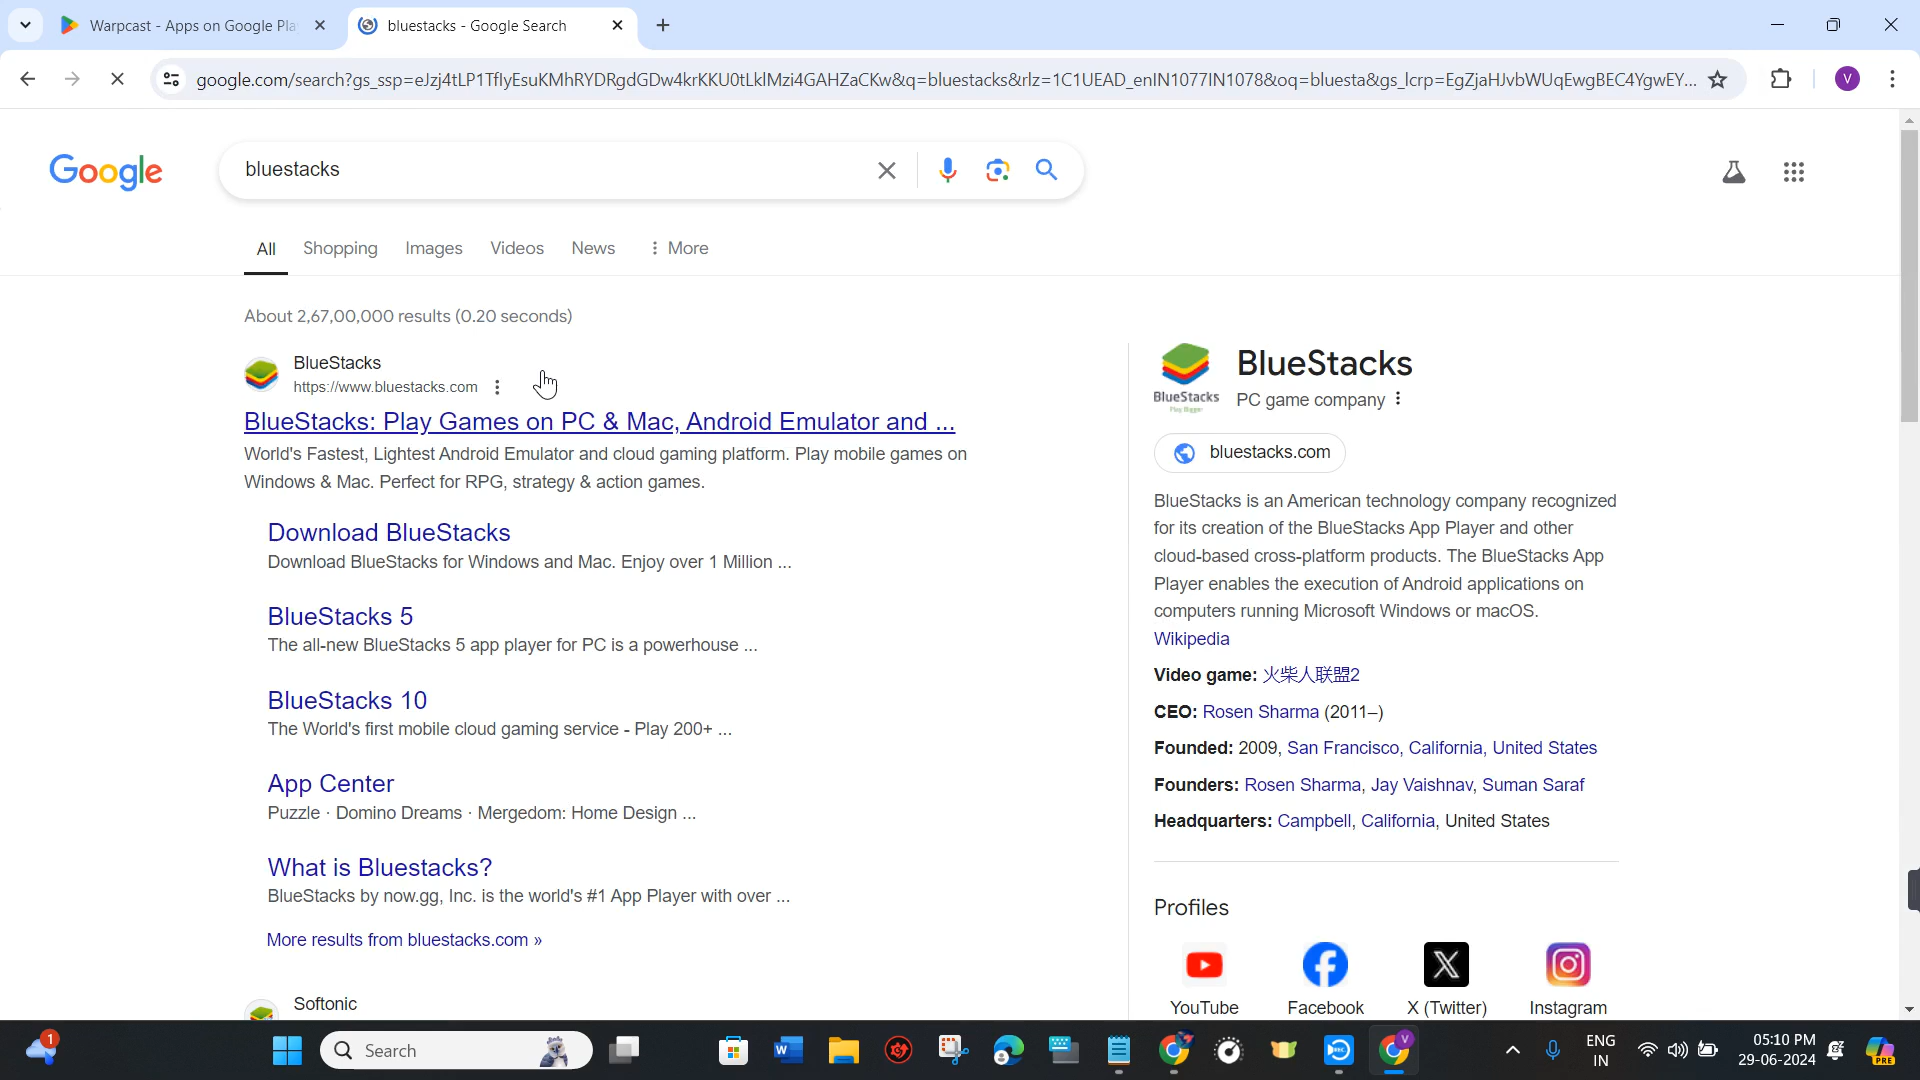 Warpcast - Apps on Google Pla
bluestacks - Google Search
google.com/search?gs_ssp=eJzj4tLP1TflyEsuKMhRYDRgdGDw4krKKU0tLklMzi4GAHZaCKw&q=bluestacks&rlz=1C1UEAD_enIN1077IN1078&oq=bluesta&gs_lcrp=EgZjaHJvbWUqEwgBEC4YgwEY...
V
Google
bluestacks
All Shopping Images Videos News More
About 2,67,00,000 results (0.20 seconds)
BlueStacks
https://www.bluestacks.com
BlueStacks: Play Games on PC & Mac, Android Emulator and ...
World's Fastest, Lightest Android Emulator and cloud gaming platform. Play mobile games on
Windows & Mac. Perfect for RPG, strategy & action games.
Download BlueStacks
Download BlueStacks for Windows and Mac. Enjoy over 1 Million ...
BlueStacks 5
The all-new BlueStacks 5 app player for PC is a powerhouse ...
BlueStacks 10
The World's first mobile cloud gaming service - Play 200+ ...
App Center
Puzzle · Domino Dreams · Mergedom: Home Design ...
What is Bluestacks?
BlueStacks by now.gg, Inc. is the world's #1 App Player with over ...
More results from bluestacks.com »
Softonic
BlueStacks
Play Bigger
BlueStacks
PC game company
bluestacks.com
BlueStacks is an American technology company recognized
for its creation of the BlueStacks App Player and other
cloud-based cross-platform products. The BlueStacks App
Player enables the execution of Android applications on
computers running Microsoft Windows or macOS.
Wikipedia
Video game: 火柴人联盟2
CEO: Rosen Sharma (2011–)
Founded: 2009, San Francisco, California, United States
Founders: Rosen Sharma, Jay Vaishnav, Suman Saraf
Headquarters: Campbell, California, United States
Profiles
YouTube Facebook X (Twitter) Instagram
1
Search
W
REC
V
ENG
IN
05:10 PM
29-06-2024
PRE